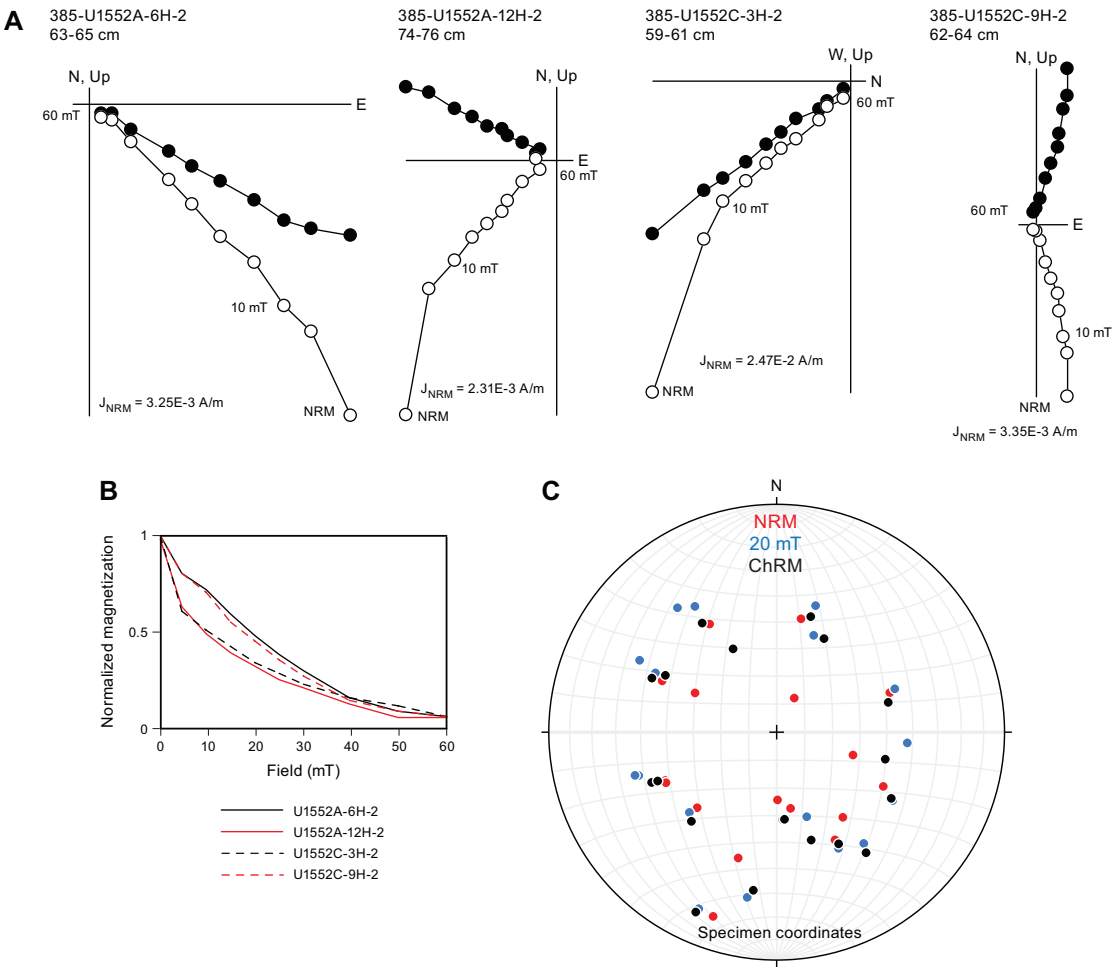 A
385-U1552A-6H-2
63-65 cm
N, Up
E
60 mT
10 mT
NRM
JNRM = 3.25E-3 A/m
385-U1552A-12H-2
74-76 cm
N, Up
E
60 mT
10 mT
JNRM = 2.31E-3 A/m
NRM
385-U1552C-3H-2
59-61 cm
W, Up
N
60 mT
10 mT
JNRM = 2.47E-2 A/m
NRM
385-U1552C-9H-2
62-64 cm
N, Up
60 mT
E
10 mT
NRM
JNRM = 3.35E-3 A/m
B
Normalized magnetization
1
0.5
0
0 10 20 30 40 50 60
Field (mT)
U1552A-6H-2
U1552A-12H-2
U1552C-3H-2
U1552C-9H-2
C
N
NRM
20 mT
ChRM
Specimen coordinates